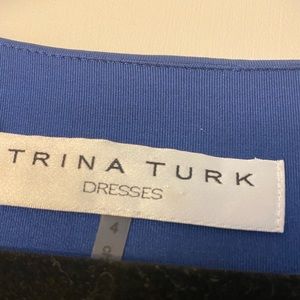 TRINA TURK
DRESSES
4